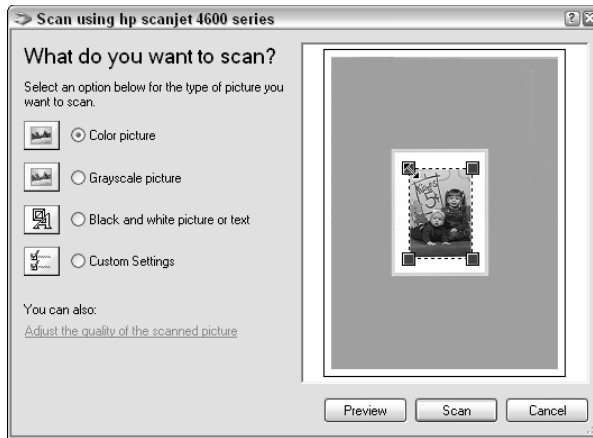 Scan using hp scanjet 4600 series
What do you want to scan?
Select an option below for the type of picture you
want to scan.
Color picture
Grayscale picture
Black and white picture or text
Custom Settings
You can also:
Adjust the quality of the scanned picture
5¢
Preview Scan Cancel